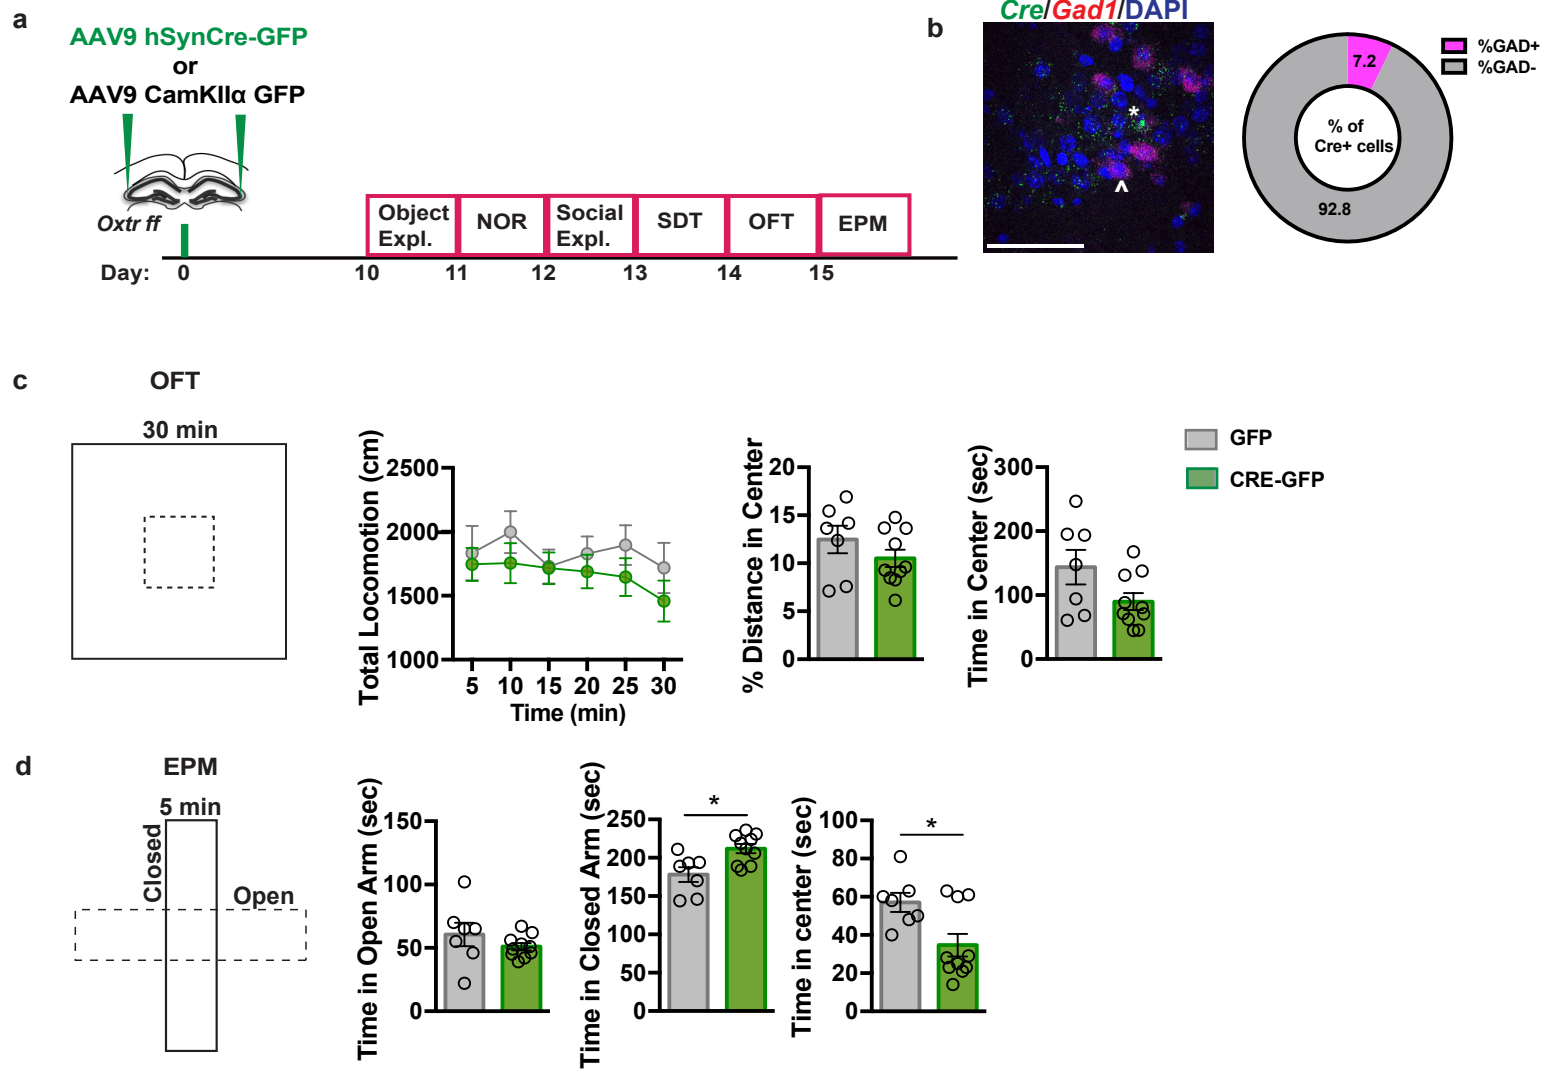 a
AAV9 hSynCre-GFP
or
AAV9 CamKIIα GFP
Oxtr ff
Object
Expl.
NOR
Social
Expl.
SDT
OFT
EPM
Day:
0
10
11
12
13
14
15
b
Cre/Gad1/DAPI
*
^
7.2
% of
Cre+ cells
92.8
%GAD+
%GAD-
c
OFT
30 min
Total Locomotion (cm)
2500
2000
1500
1000
5 10 15 20 25 30
Time (min)
% Distance in Center
20
15
10
5
0
Time in Center (sec)
300
200
100
0
GFP
CRE-GFP
d
EPM
5 min
Closed
Open
Time in Open Arm (sec)
150
100
50
0
Time in Closed Arm (sec)
250
200
150
100
50
0
*
Time in center (sec)
100
80
60
40
20
0
*